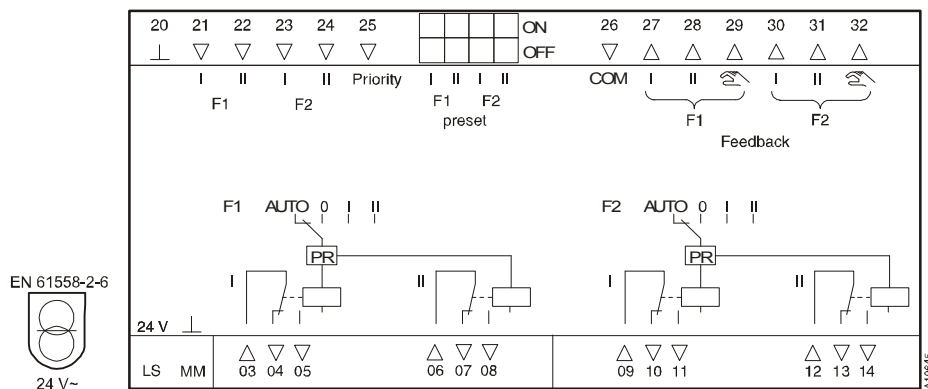 20 21 22 23 24 25 ON 26 27 28 29 30 31 32
OFF
I II I II Priority I II I II COM I II I II
F1 F2 F1 F2 F1 F2
preset
Feedback
F1 AUTO 0 I II F2 AUTO 0 I II
PR PR
EN 61558-2-6
I II I II
24 V
LS MM 03 04 05 06 07 08 09 10 11 12 13 14
24 V~